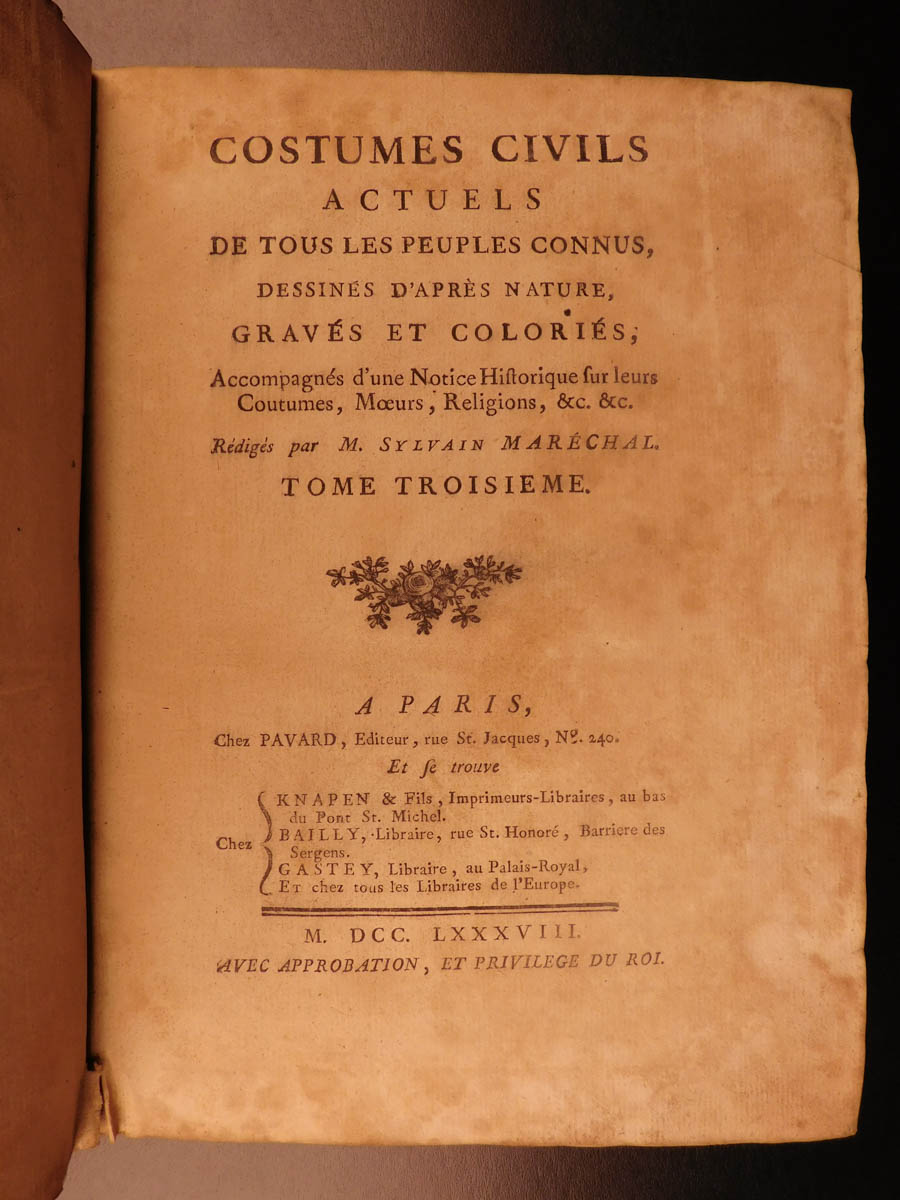 COSTUMES CIVILS
ACTUELS
DE TOUS LES PEUPLES CONNUS,
DESSINÉS D'APRÈS NATURE,
GRAVÉS ET COLORIÉS,
Accompagnés d'une Notice Hiſtorique ſur leurs
Coutumes, Mœurs, Religions, &c. &c.
Rédigés par M. SYLVAIN MARÉCHAL.
TOME TROISIEME.
A PARIS,
Chez PAVARD, Editeur, rue St. Jacques, Nº. 240.
Et ſe trouve
Chez
KNAPEN & Fils, Imprimeurs-Libraires, au bas
du Pont St. Michel.
BAILLY, Libraire, rue St. Honoré, Barriere des
Sergens.
GASTEY, Libraire, au Palais-Royal,
ET chez tous les Libraires de l'Europe.
M. DCC. LXXXVIII.
AVEC APPROBATION, ET PRIVILEGE DU ROI.